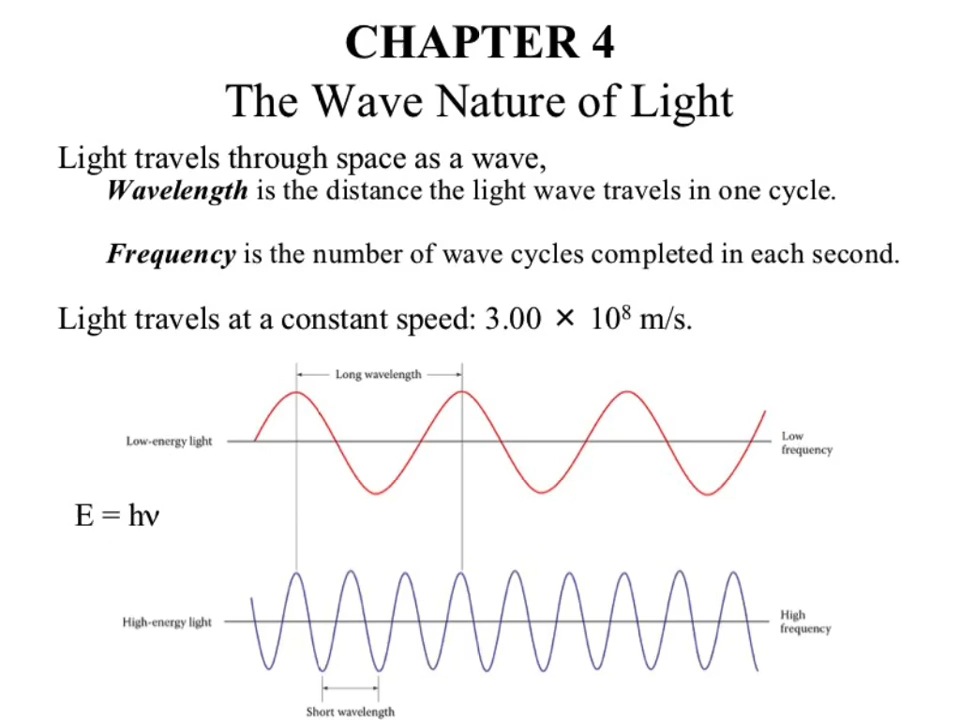 CHAPTER 4
The Wave Nature of Light
Light travels through space as a wave,
Wavelength is the distance the light wave travels in one cycle.
Frequency is the number of wave cycles completed in each second.
Light travels at a constant speed: 3.00 × 10⁸ m/s.
Long wavelength
Low-energy light
Low
frequency
E = hν
High-energy light
High
frequency
Short wavelength